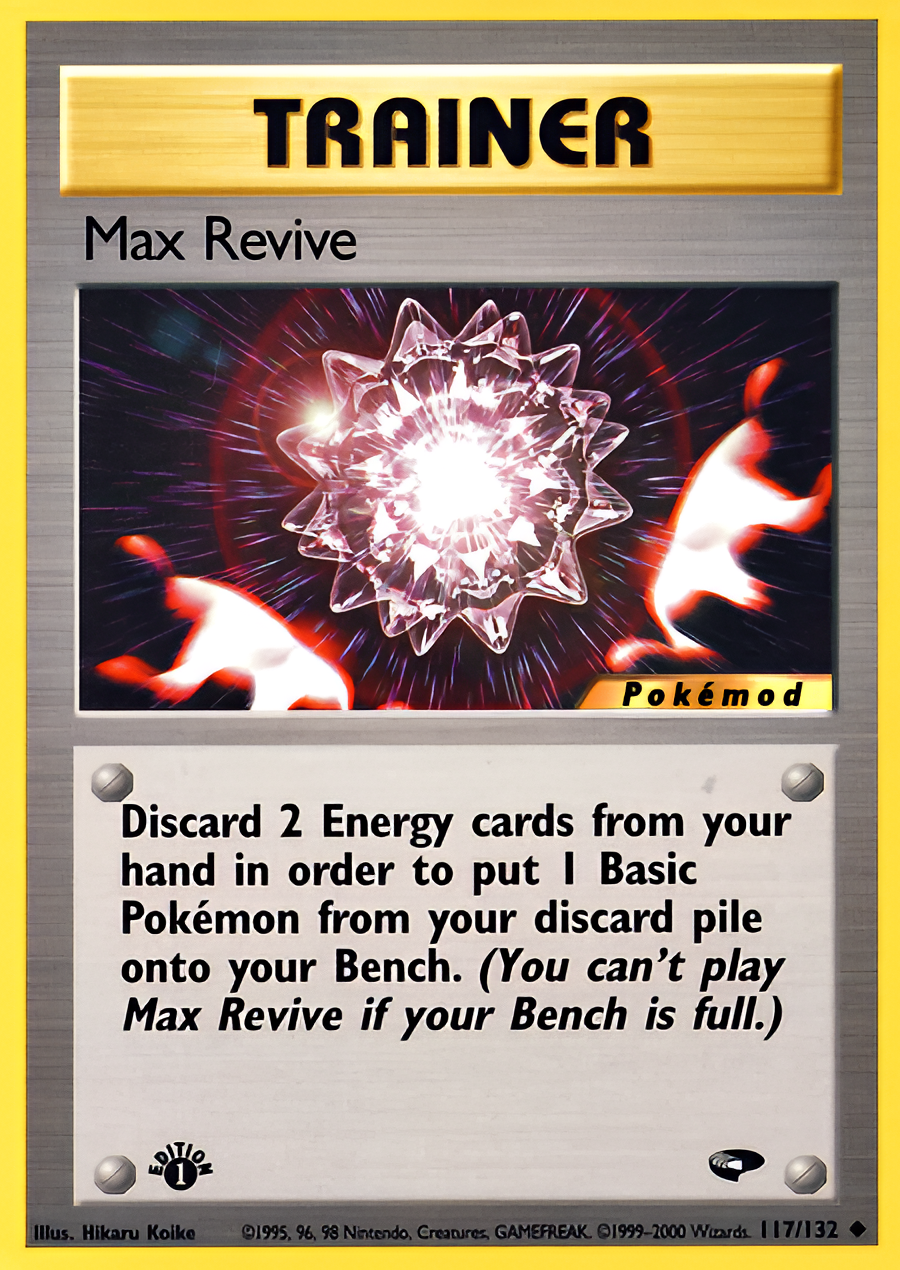 TRAINER
Max Revive
Pokémod
Discard 2 Energy cards from your
hand in order to put 1 Basic
Pokémon from your discard pile
onto your Bench. (You can't play
Max Revive if your Bench is full.)
EDITION
1
Illus. Hikaru Koike ©1995, 96, 98 Nintendo, Creatures, GAMEFREAK. ©1999–2000 Wizards. 117/132 ◆